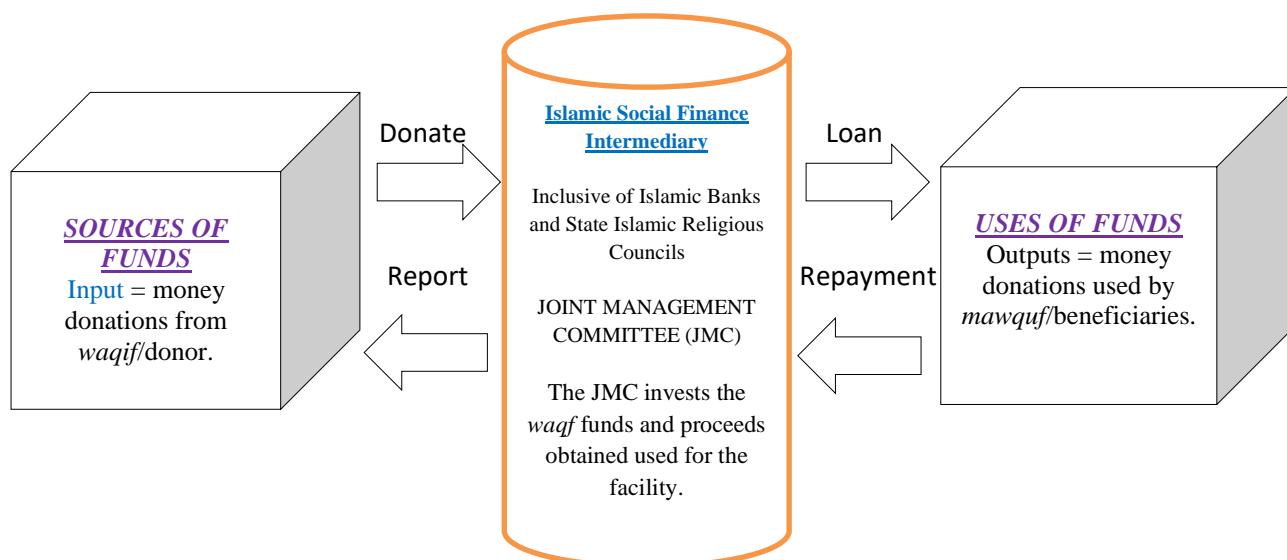 SOURCES OF
FUNDS
Input = money
donations from
waqif/donor.
Donate
Report
Islamic Social Finance
Intermediary
Inclusive of Islamic Banks
and State Islamic Religious
Councils
JOINT MANAGEMENT
COMMITTEE (JMC)
The JMC invests the
waqf funds and proceeds
obtained used for the
facility.
Loan
Repayment
USES OF FUNDS
Outputs = money
donations used by
mawquf/beneficiaries.